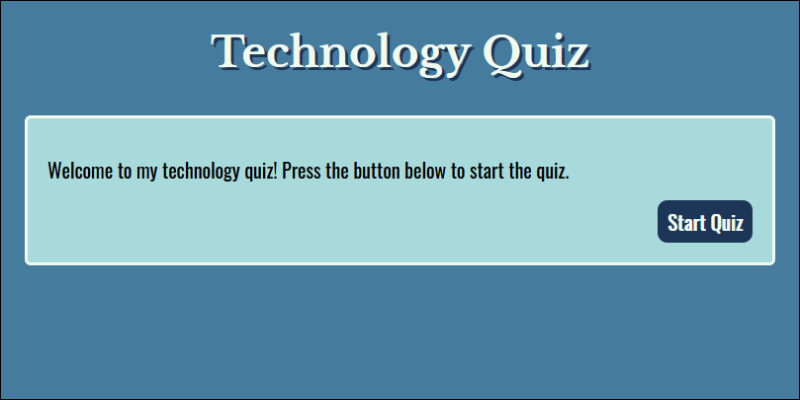 Technology Quiz
Welcome to my technology quiz! Press the button below to start the quiz.
Start Quiz